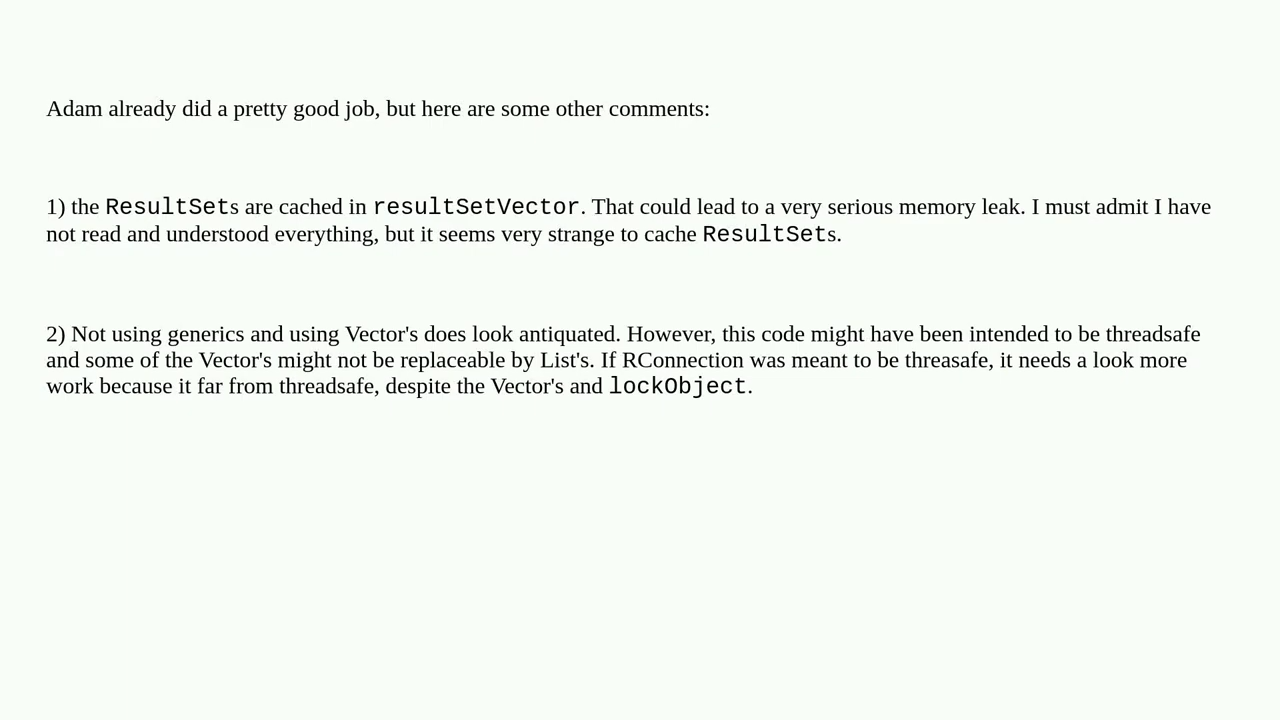 Adam already did a pretty good job, but here are some other comments:
1) the ResultSets are cached in resultSetVector. That could lead to a very serious memory leak. I must admit I have
not read and understood everything, but it seems very strange to cache ResultSets.
2) Not using generics and using Vector's does look antiquated. However, this code might have been intended to be threadsafe
and some of the Vector's might not be replaceable by List's. If RConnection was meant to be threasafe, it needs a look more
work because it far from threadsafe, despite the Vector's and lockObject.